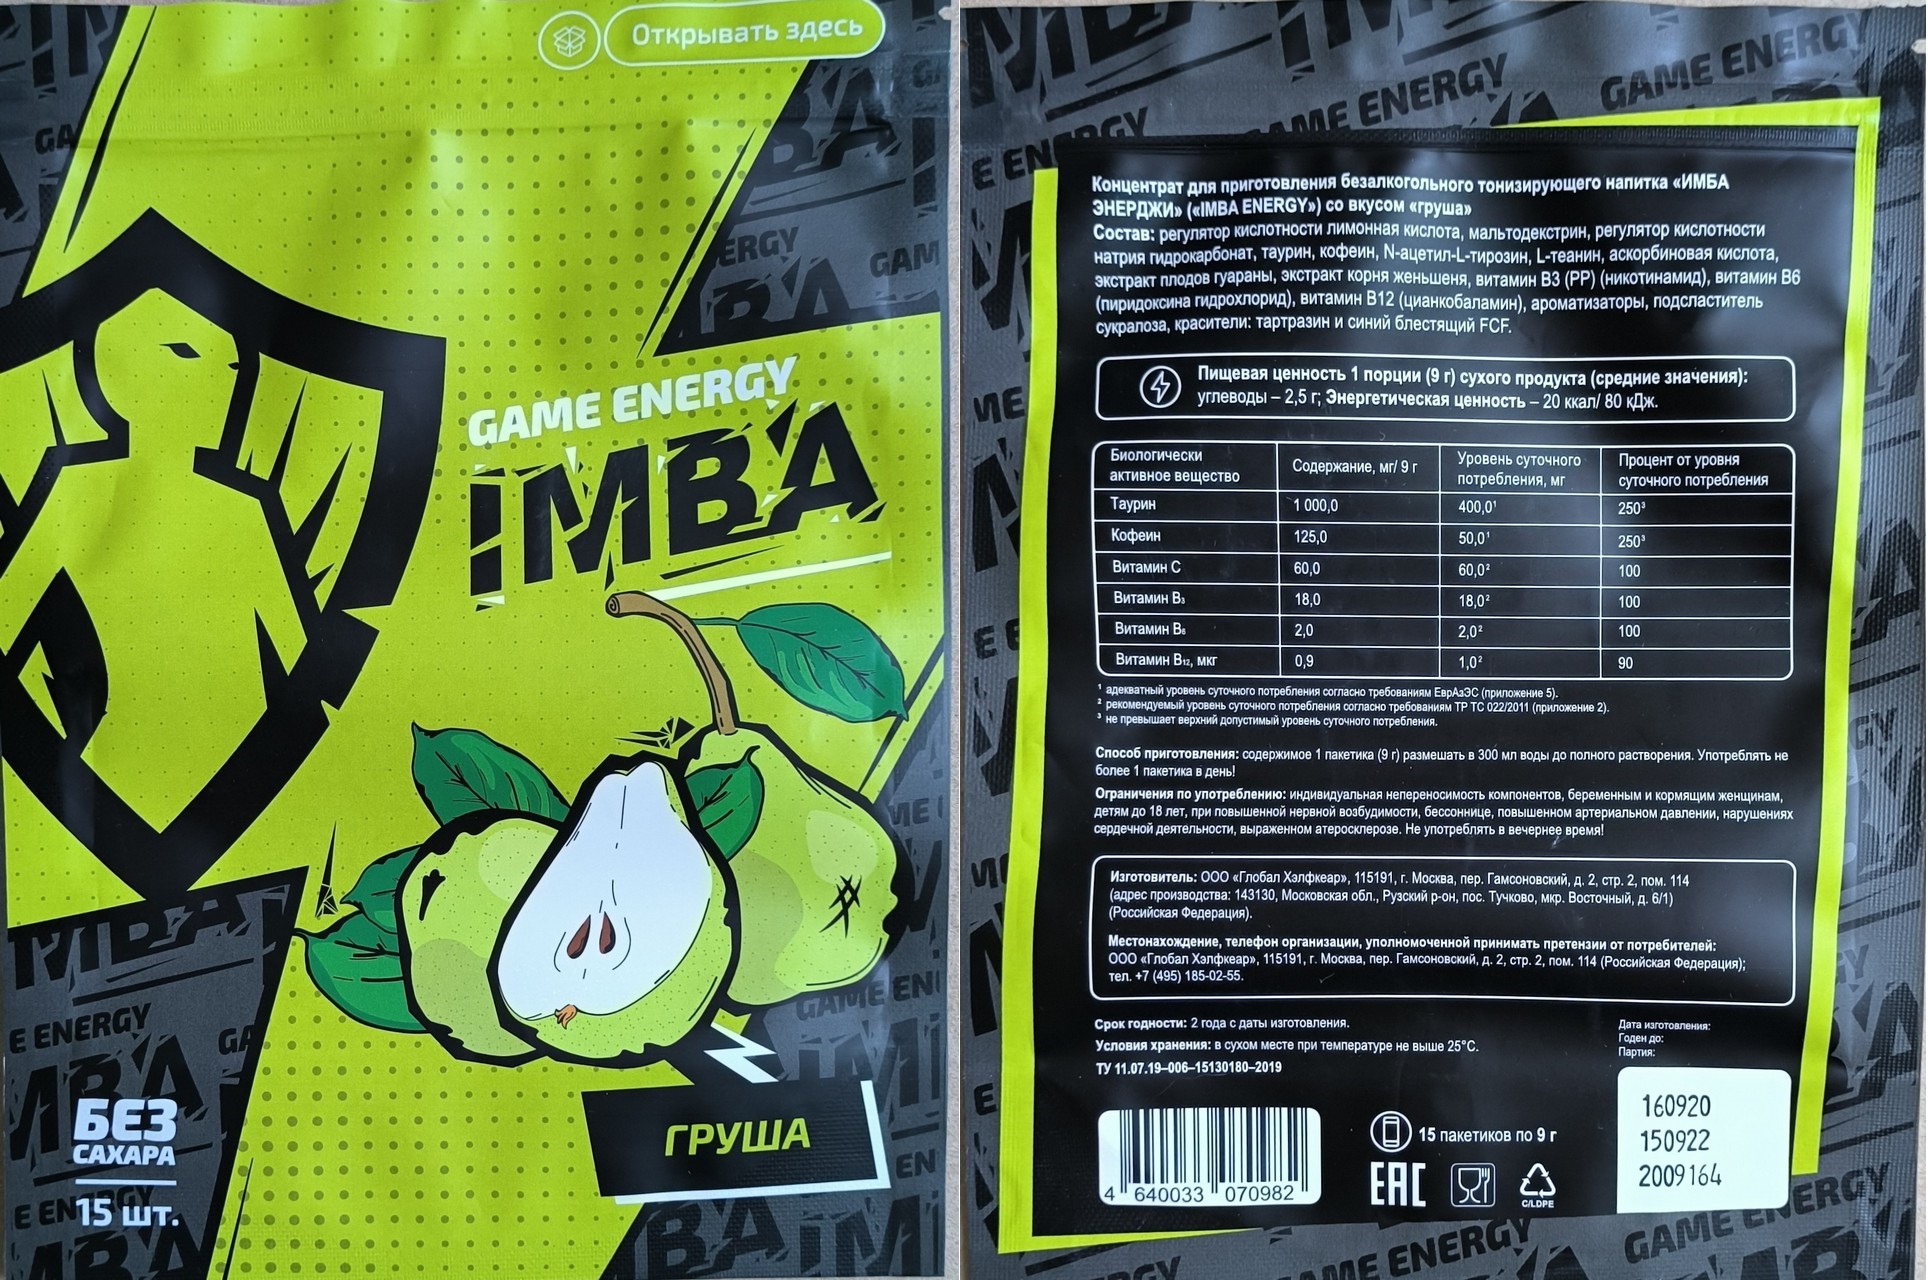 Открывать здесь
GAME ENERGY
IMBA
БЕЗ
САХАРА
15 шт.
ГРУША
GAME ENERGY
GAME ENERGY
Концентрат для приготовления безалкогольного тонизирующего напитка «ИМБА
ЭНЕРДЖИ» («IMBA ENERGY») со вкусом «груша»
Состав: регулятор кислотности лимонная кислота, мальтодекстрин, регулятор кислотности
натрия гидрокарбонат, таурин, кофеин, N-ацетил-L-тирозин, L-теанин, аскорбиновая кислота,
экстракт плодов гуараны, экстракт корня женьшеня, витамин B3 (PP) (никотинамид), витамин B6
(пиридоксина гидрохлорид), витамин B12 (цианкобаламин), ароматизаторы, подсластитель
сукралоза, красители: тартразин и синий блестящий FCF.
Пищевая ценность 1 порции (9 г) сухого продукта (средние значения):
углеводы – 2,5 г; Энергетическая ценность – 20 ккал/ 80 кДж.
Биологически активное вещество Содержание, мг/ 9 г Уровень суточного потребления, мг Процент от уровня суточного потребления
Таурин 1 000,0 400,0¹ 250³
Кофеин 125,0 50,0¹ 250³
Витамин С 60,0 60,0² 100
Витамин B₃ 18,0 18,0² 100
Витамин B₆ 2,0 2,0² 100
Витамин B₁₂, мкг 0,9 1,0² 90
¹ адекватный уровень суточного потребления согласно требованиям ЕврАзЭС (приложение 5).
² рекомендуемый уровень суточного потребления согласно требованиям ТР ТС 022/2011 (приложение 2).
³ не превышает верхний допустимый уровень суточного потребления.
Способ приготовления: содержимое 1 пакетика (9 г) размешать в 300 мл воды до полного растворения. Употреблять не
более 1 пакетика в день!
Ограничения по употреблению: индивидуальная непереносимость компонентов, беременным и кормящим женщинам,
детям до 18 лет, при повышенной нервной возбудимости, бессоннице, повышенном артериальном давлении, нарушениях
сердечной деятельности, выраженном атеросклерозе. Не употреблять в вечернее время!
Изготовитель: ООО «Глобал Хэлфкеар», 115191, г. Москва, пер. Гамсоновский, д. 2, стр. 2, пом. 114
(адрес производства: 143130, Московская обл., Рузский р-он, пос. Тучково, мкр. Восточный, д. 6/1)
(Российская Федерация).
Местонахождение, телефон организации, уполномоченной принимать претензии от потребителей:
ООО «Глобал Хэлфкеар», 115191, г. Москва, пер. Гамсоновский, д. 2, стр. 2, пом. 114 (Российская Федерация);
тел. +7 (495) 185-02-55.
Срок годности: 2 года с даты изготовления.
Условия хранения: в сухом месте при температуре не выше 25°С.
ТУ 11.07.19–006–15130180–2019
Дата изготовления:
Годен до:
Партия:
160920
150922
2009164
4 640033 070982
15 пакетиков по 9 г
EAC
C/LDPE
GAME ENERGY
GAME ENERGY